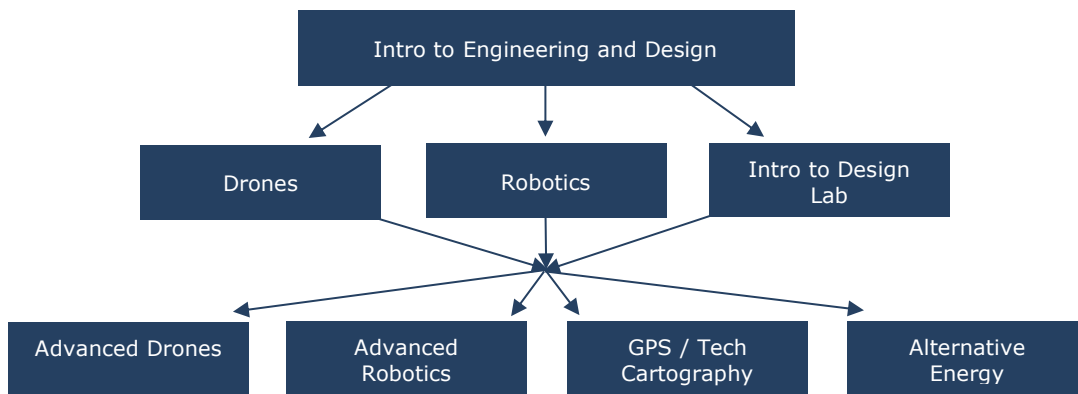 Intro to Engineering and Design
Drones
Robotics
Intro to Design
Lab
Advanced Drones
Advanced
Robotics
GPS / Tech
Cartography
Alternative
Energy